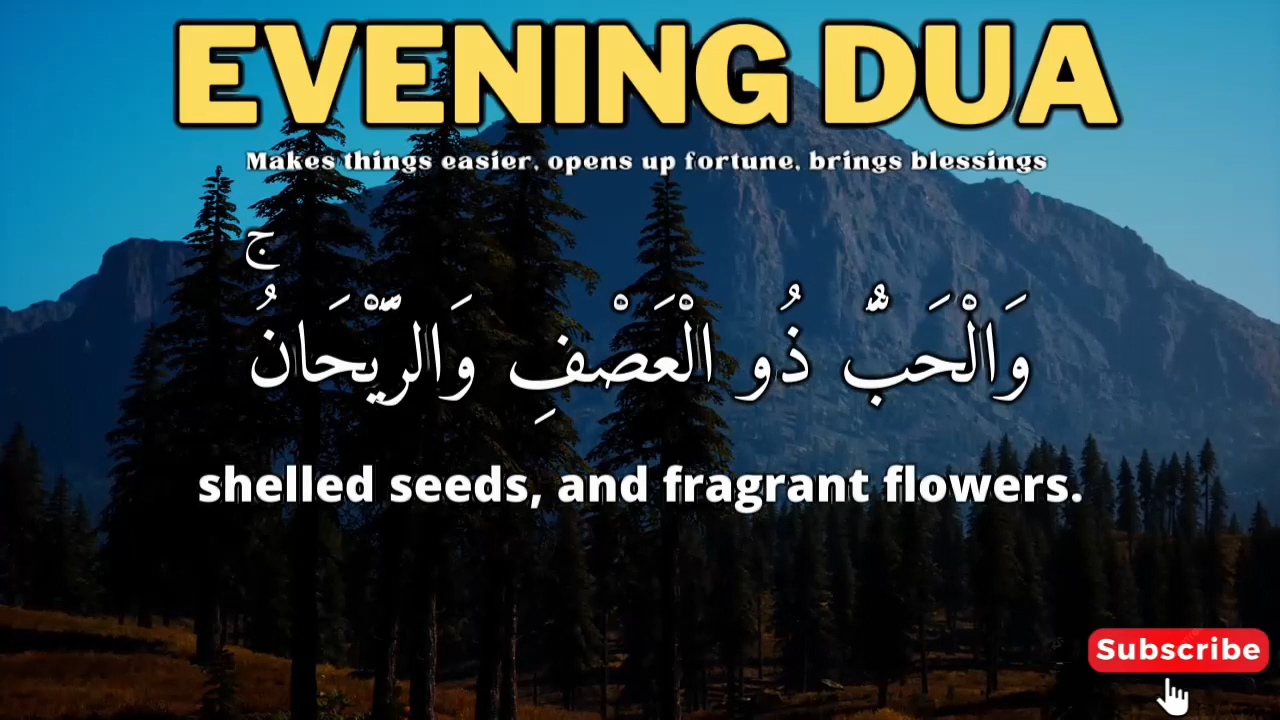 EVENING DUA
Makes things easier, opens up fortune, brings blessings
وَالْحَبُّ ذُو الْعَصْفِ وَالرَّيْحَانُ ۚ
shelled seeds, and fragrant flowers.
Subscribe